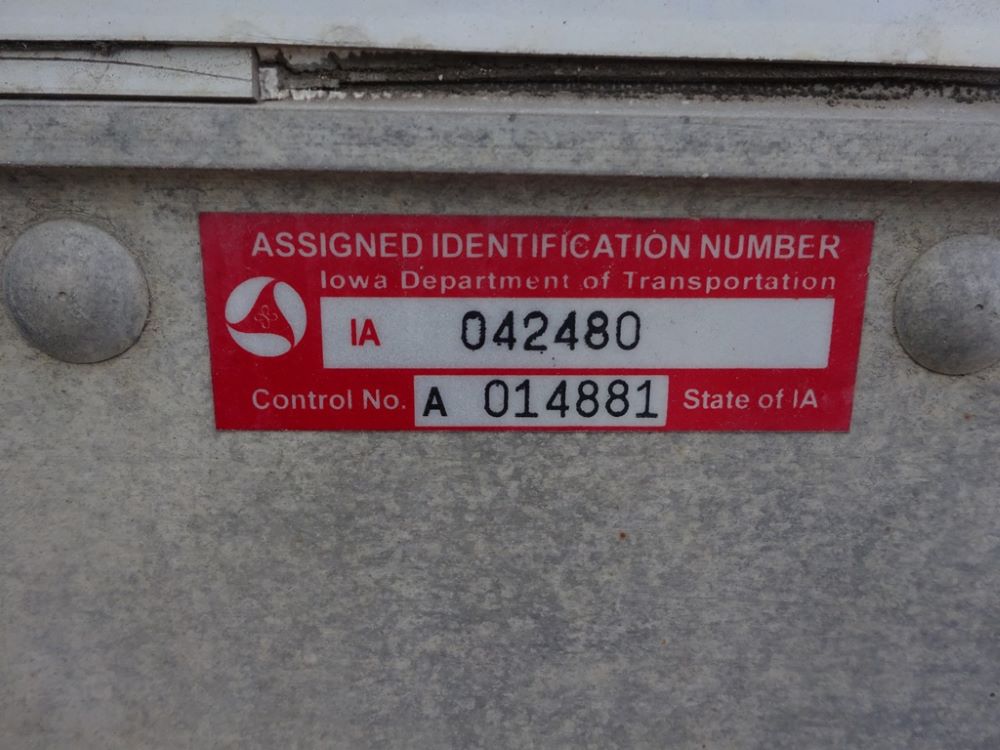 ASSIGNED IDENTIFICATION NUMBER
Iowa Department of Transportation
IA 042480
Control No. A 014881 State of IA